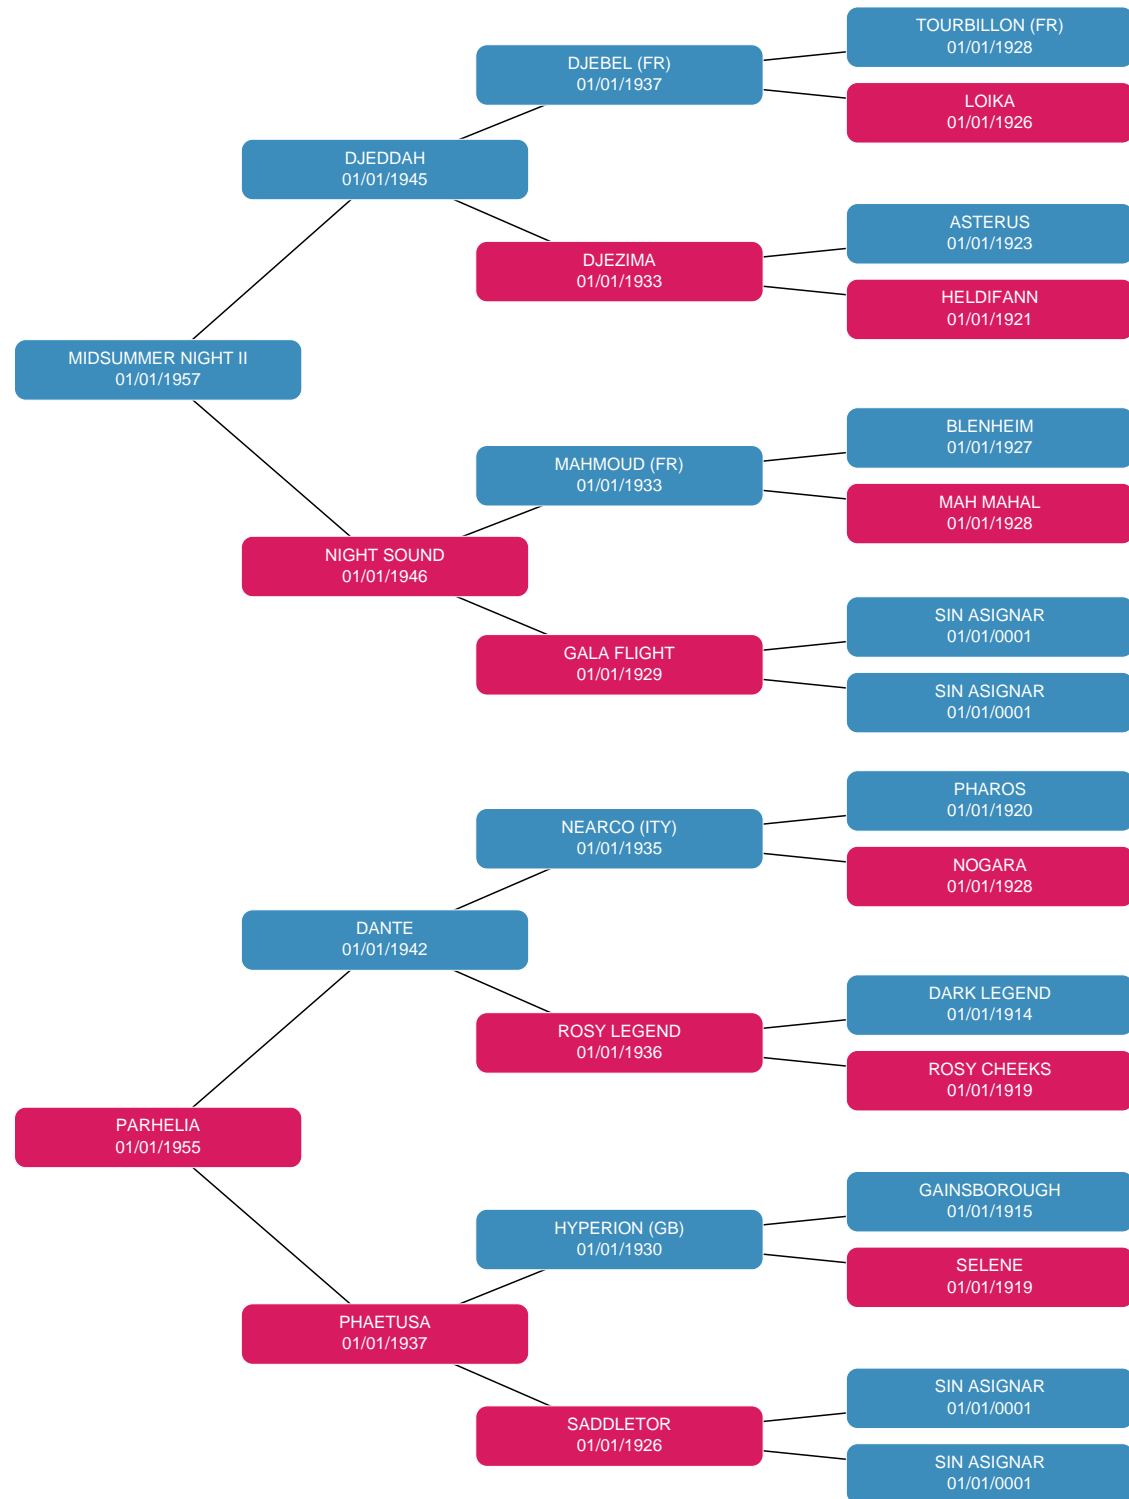 TOURBILLON (FR)
01/01/1928
DJEBEL (FR)
01/01/1937
LOIKA
01/01/1926
DJEDDAH
01/01/1945
ASTERUS
01/01/1923
DJEZIMA
01/01/1933
HELDIFANN
01/01/1921
MIDSUMMER NIGHT II
01/01/1957
BLENHEIM
01/01/1927
MAHMOUD (FR)
01/01/1933
MAH MAHAL
01/01/1928
NIGHT SOUND
01/01/1946
SIN ASIGNAR
01/01/0001
GALA FLIGHT
01/01/1929
SIN ASIGNAR
01/01/0001
PHAROS
01/01/1920
NEARCO (ITY)
01/01/1935
NOGARA
01/01/1928
DANTE
01/01/1942
DARK LEGEND
01/01/1914
ROSY LEGEND
01/01/1936
ROSY CHEEKS
01/01/1919
PARHELIA
01/01/1955
GAINSBOROUGH
01/01/1915
HYPERION (GB)
01/01/1930
SELENE
01/01/1919
PHAETUSA
01/01/1937
SIN ASIGNAR
01/01/0001
SADDLETOR
01/01/1926
SIN ASIGNAR
01/01/0001